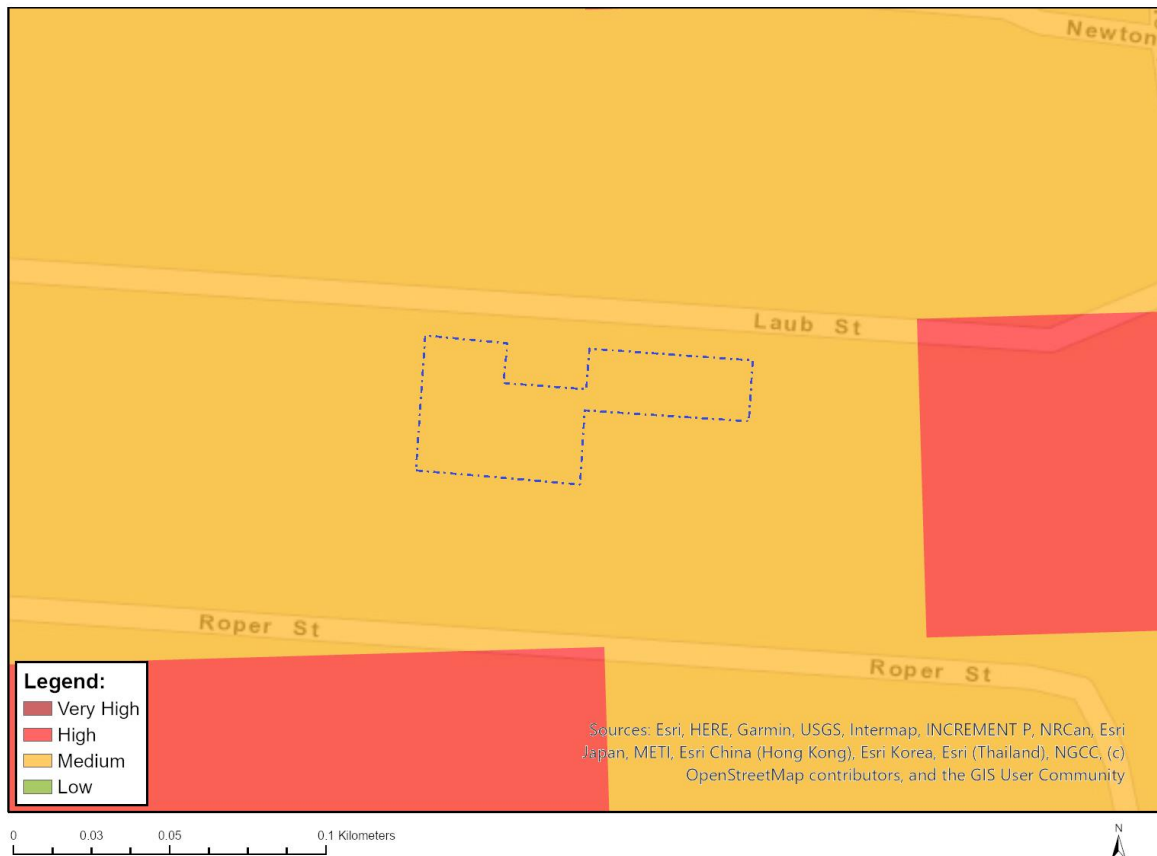 Newton
Laub St
Roper St
Roper St
Legend:
Very High
High
Medium
Low
Sources: Esri, HERE, Garmin, USGS, Intermap, INCREMENT P, NRCan, Esri
Japan, METI, Esri China (Hong Kong), Esri Korea, Esri (Thailand), NGCC, (c)
OpenStreetMap contributors, and the GIS User Community
0 0.03 0.05 0.1 Kilometers
N